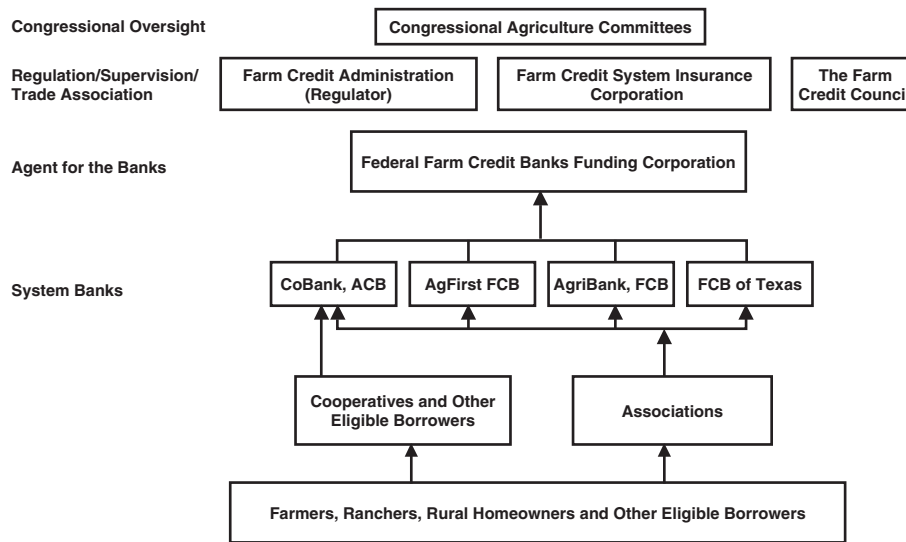 Congressional Oversight
Congressional Agriculture Committees
Regulation/Supervision/
Trade Association
Farm Credit Administration
(Regulator)
Farm Credit System Insurance
Corporation
The Farm
Credit Counci
Agent for the Banks
Federal Farm Credit Banks Funding Corporation
System Banks
CoBank, ACB
AgFirst FCB
AgriBank, FCB
FCB of Texas
Cooperatives and Other
Eligible Borrowers
Associations
Farmers, Ranchers, Rural Homeowners and Other Eligible Borrowers